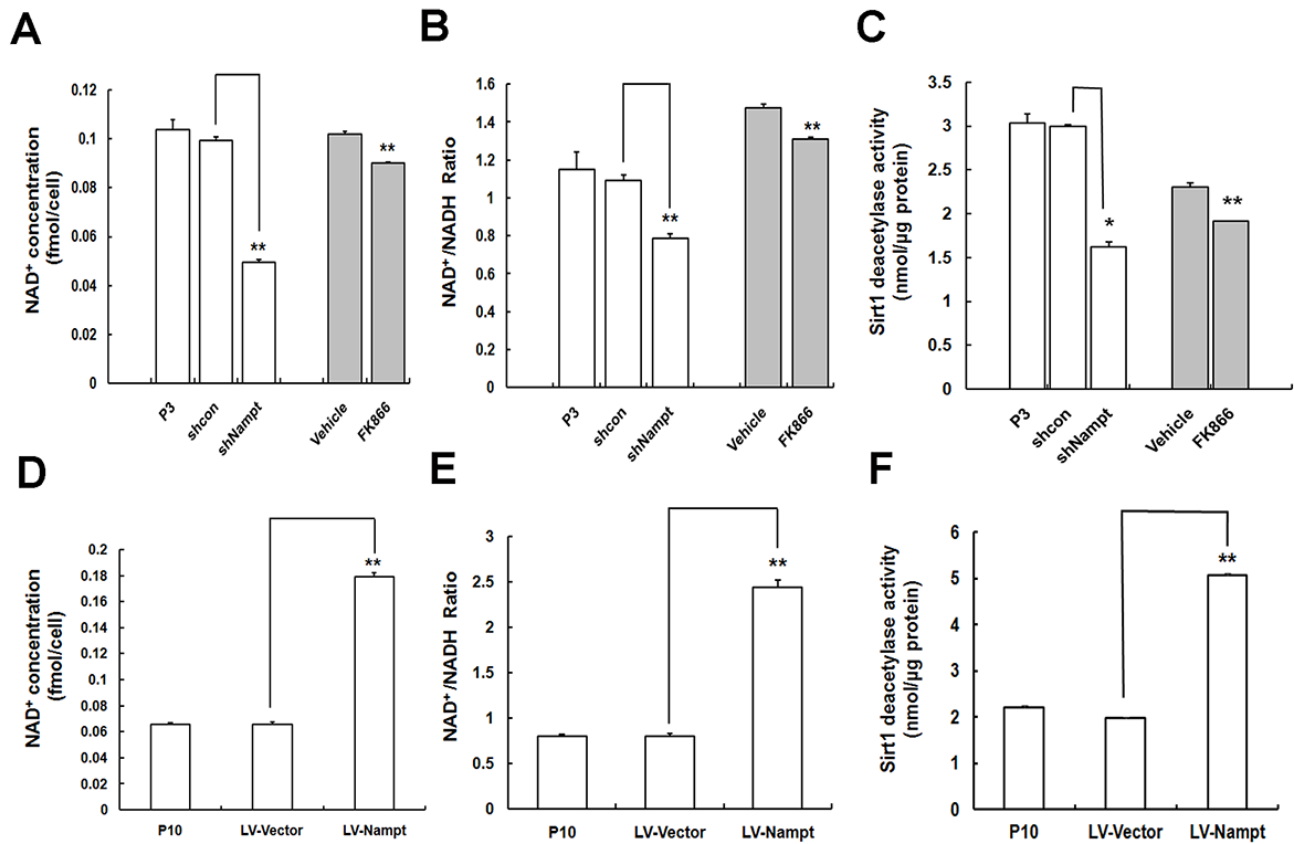 A
NAD⁺ concentration
(fmol/cell)
0.12
0.1
0.08
0.06
0.04
0.02
0
**
**
P3
shcon
shNampt
Vehicle
FK866
B
NAD⁺/NADH Ratio
1.6
1.4
1.2
1
0.8
0.6
0.4
0.2
0
**
**
P3
shcon
shNampt
Vehicle
FK866
C
Sirt1 deacetylase activity
(nmol/μg protein)
3.5
3
2.5
2
1.5
1
0.5
0
*
**
P3
shcon
shNampt
Vehicle
FK866
D
NAD⁺ concentration
(fmol/cell)
0.2
0.18
0.16
0.14
0.12
0.1
0.08
0.06
0.04
0.02
0
**
P10
LV-Vector
LV-Nampt
E
NAD⁺/NADH Ratio
3
2.5
2
1.5
1
0.5
0
**
P10
LV-Vector
LV-Nampt
F
Sirt1 deacetylase activity
(nmol/μg protein)
6
5
4
3
2
1
0
**
P10
LV-Vector
LV-Nampt